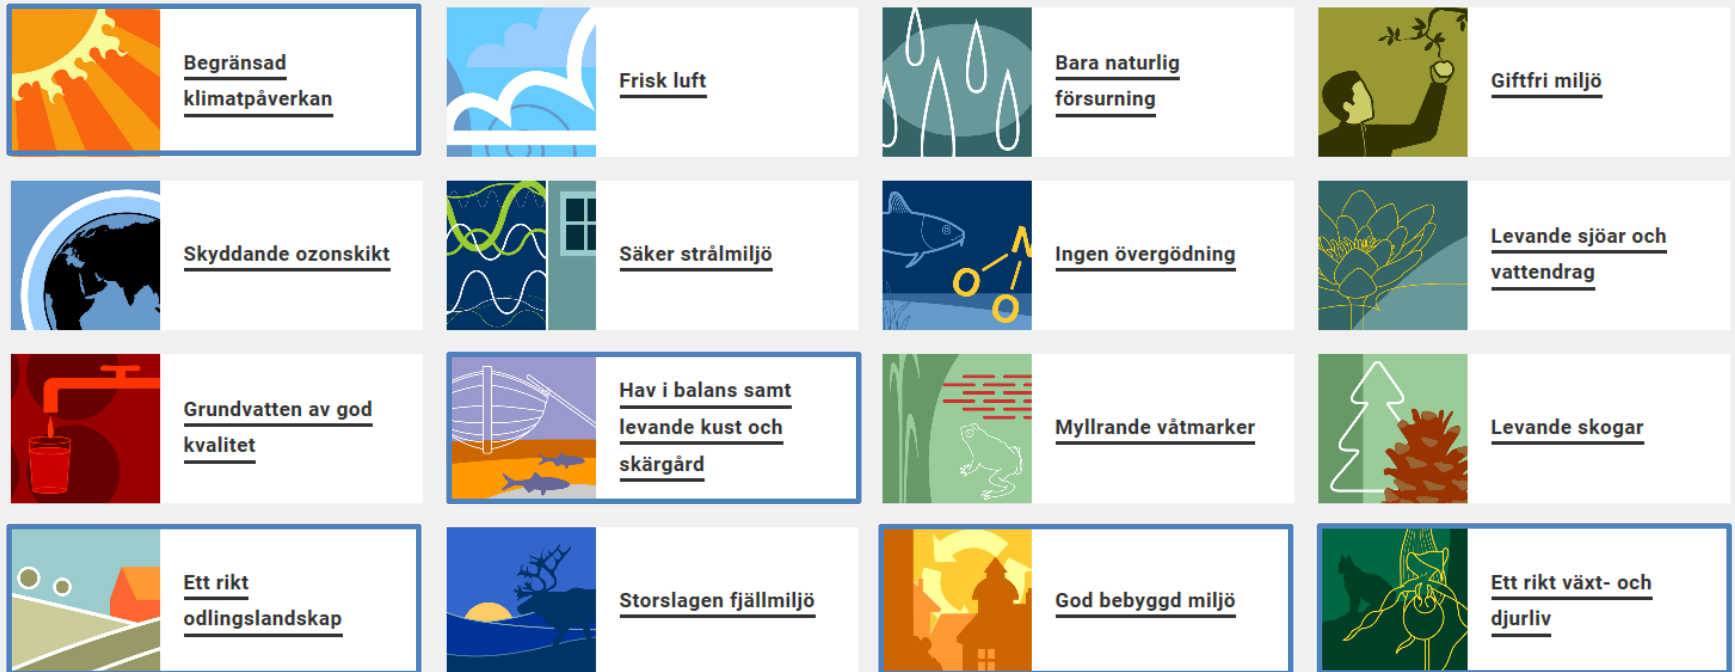 Begränsad
klimatpåverkan
Frisk luft
Bara naturlig
försurning
Giftfri miljö
Skyddande ozonskikt
Säker strålmiljö
Ingen övergödning
Levande sjöar och
vattendrag
Grundvatten av god
kvalitet
Hav i balans samt
levande kust och
skärgård
Myllrande våtmarker
Levande skogar
Ett rikt
odlingslandskap
Storslagen fjällmiljö
God bebyggd miljö
Ett rikt växt- och
djurliv